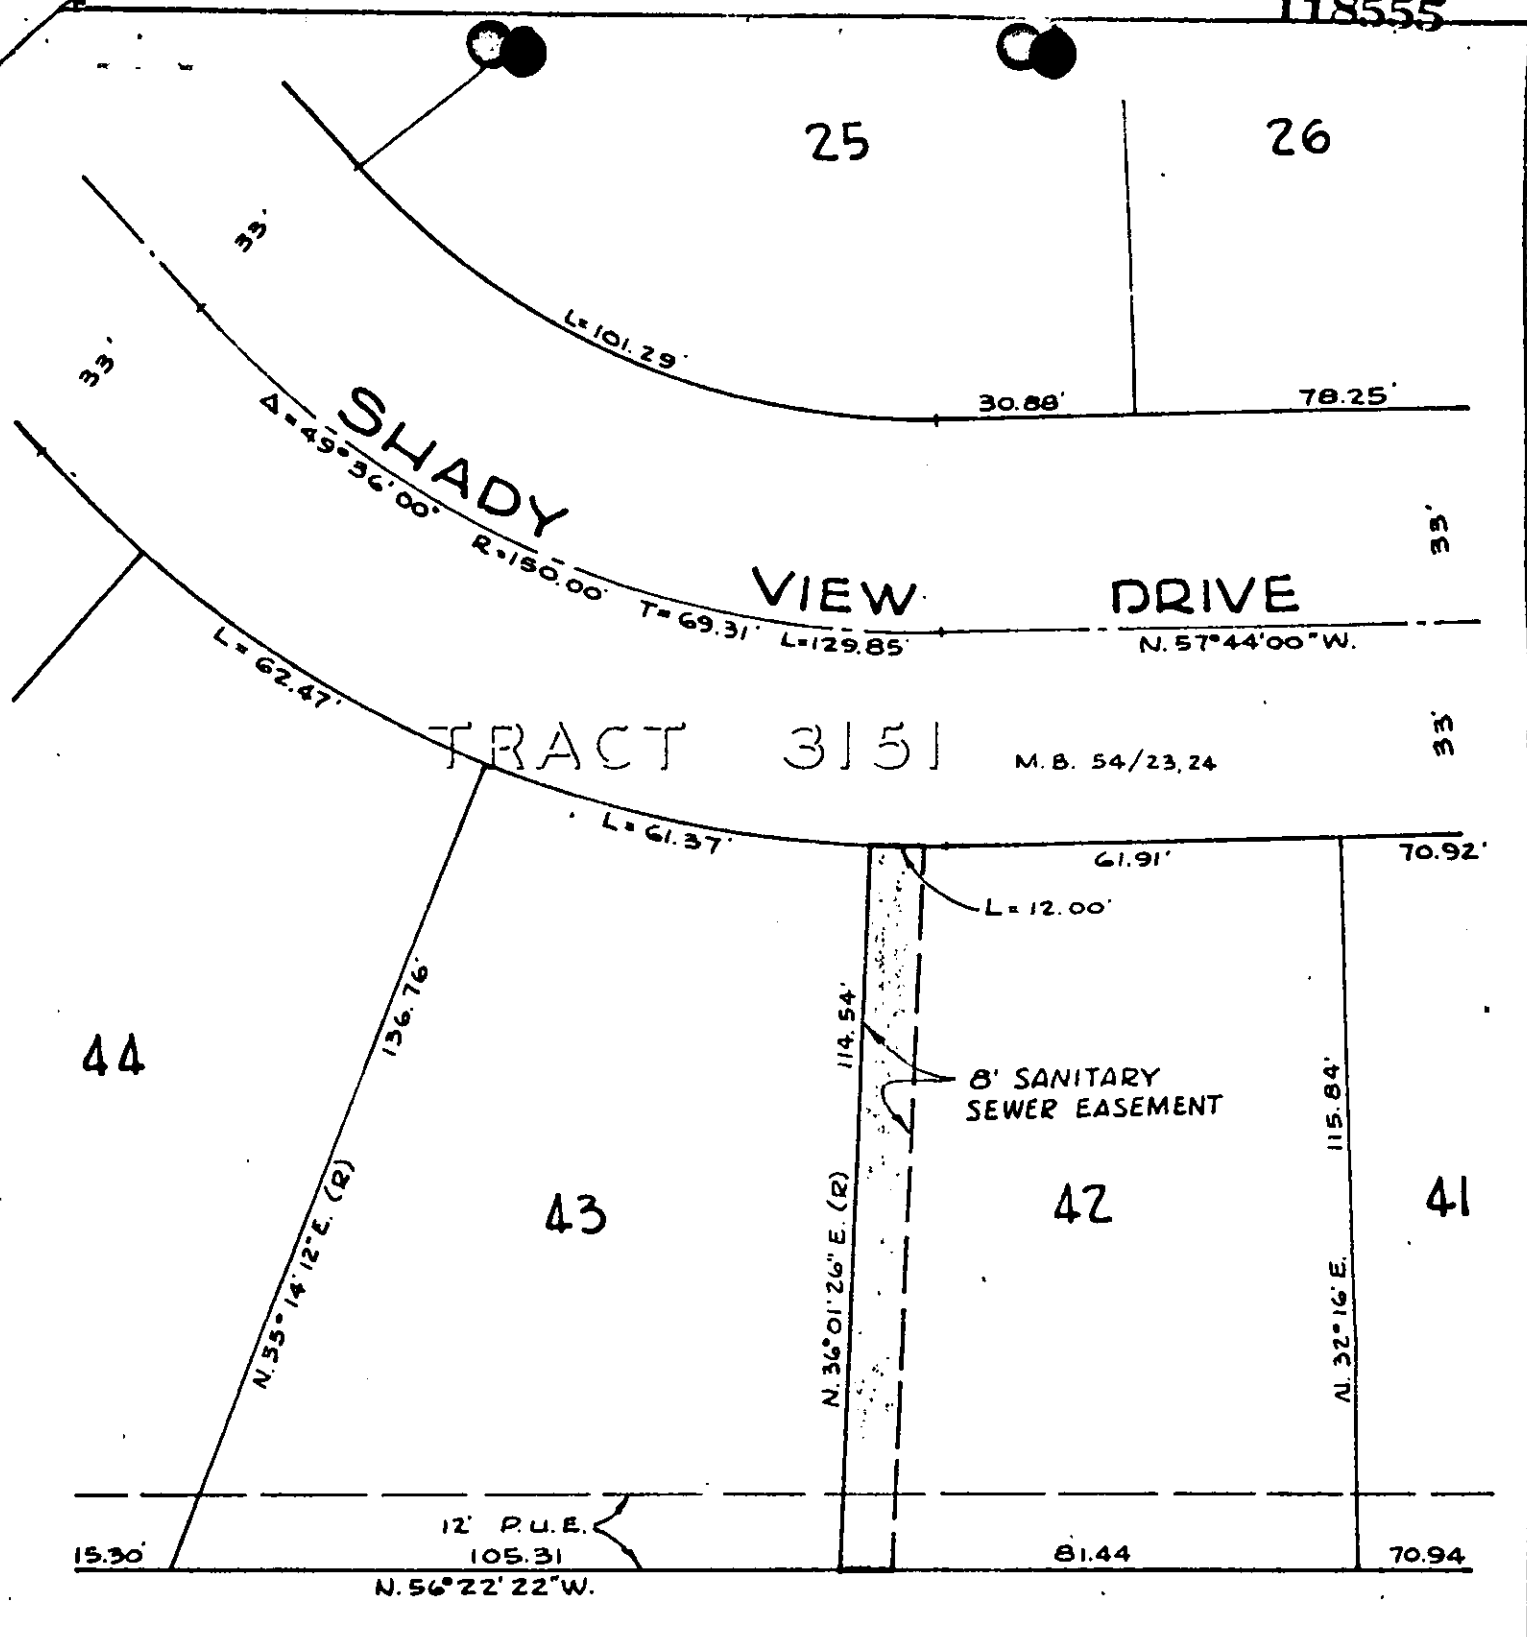 118555
25
26
33'
L=101.29'
33'
30.88'
78.25'
SHADY VIEW DRIVE
Δ=49°36'00" R=150.00' T=69.31' L=129.85'
N.57°44'00"W.
33'
33'
L=62.47'
TRACT 3151
M.B. 54/23,24
L=61.37'
61.91'
70.92'
L=12.00'
136.76'
114.54'
44
8' SANITARY
SEWER EASEMENT
115.84'
43
42
41
N.55°14'12"E.(R)
N.36°01'26"E.(R)
N.32°16'E.
12' P.U.E.
15.30'
105.31
81.44
70.94
N.56°22'22"W.